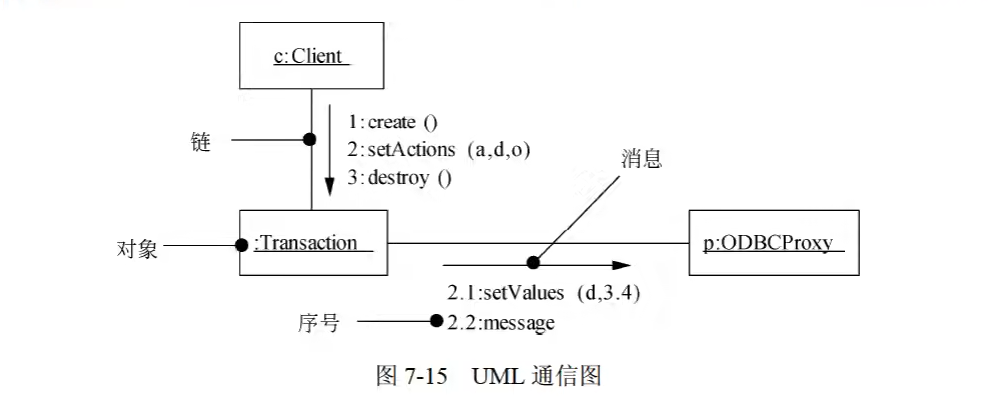 c:Client
链
1:create ()
2:setActions (a,d,o)
3:destroy ()
消息
对象
:Transaction
p:ODBCProxy
2.1:setValues (d,3.4)
序号
2.2:message
图 7-15 UML 通信图